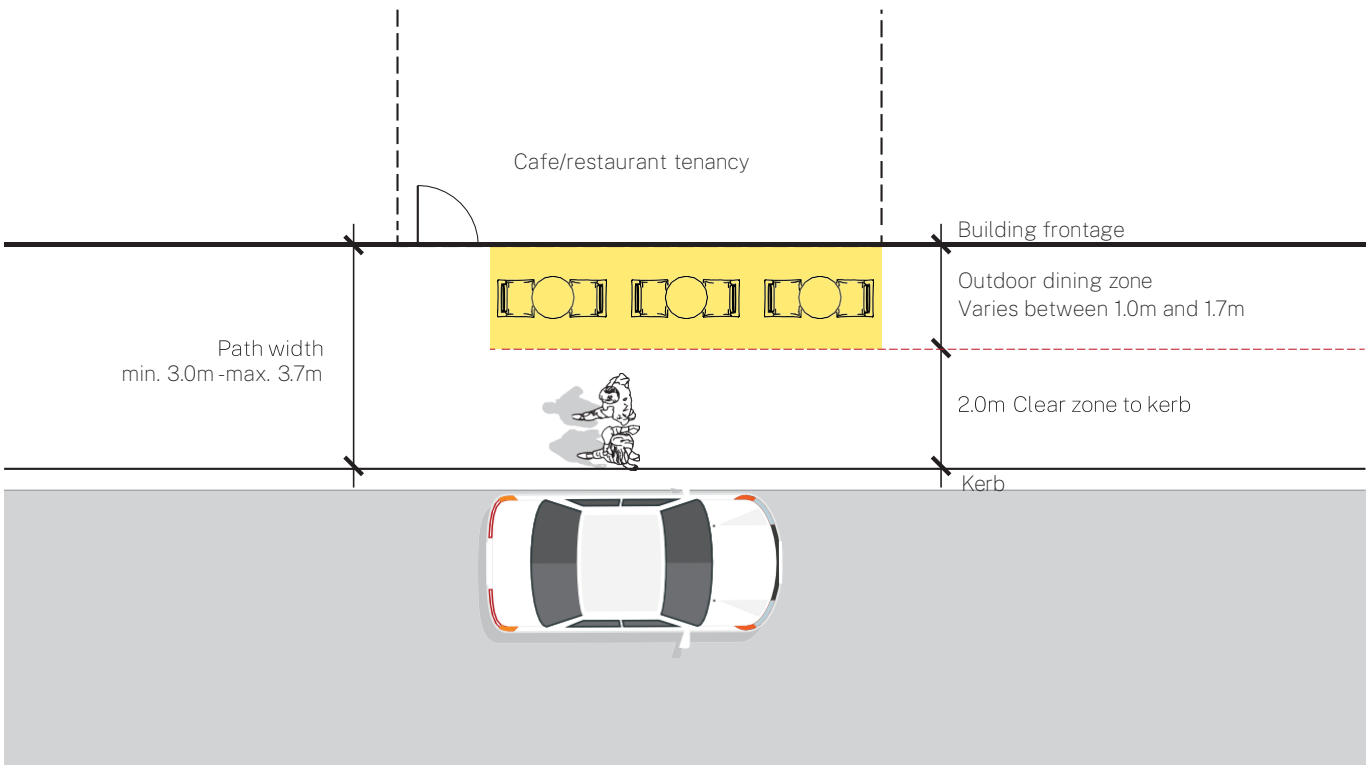 Cafe/restaurant tenancy
Building frontage
Outdoor dining zone
Varies between 1.0m and 1.7m
Path width
min. 3.0m - max. 3.7m
2.0m Clear zone to kerb
Kerb